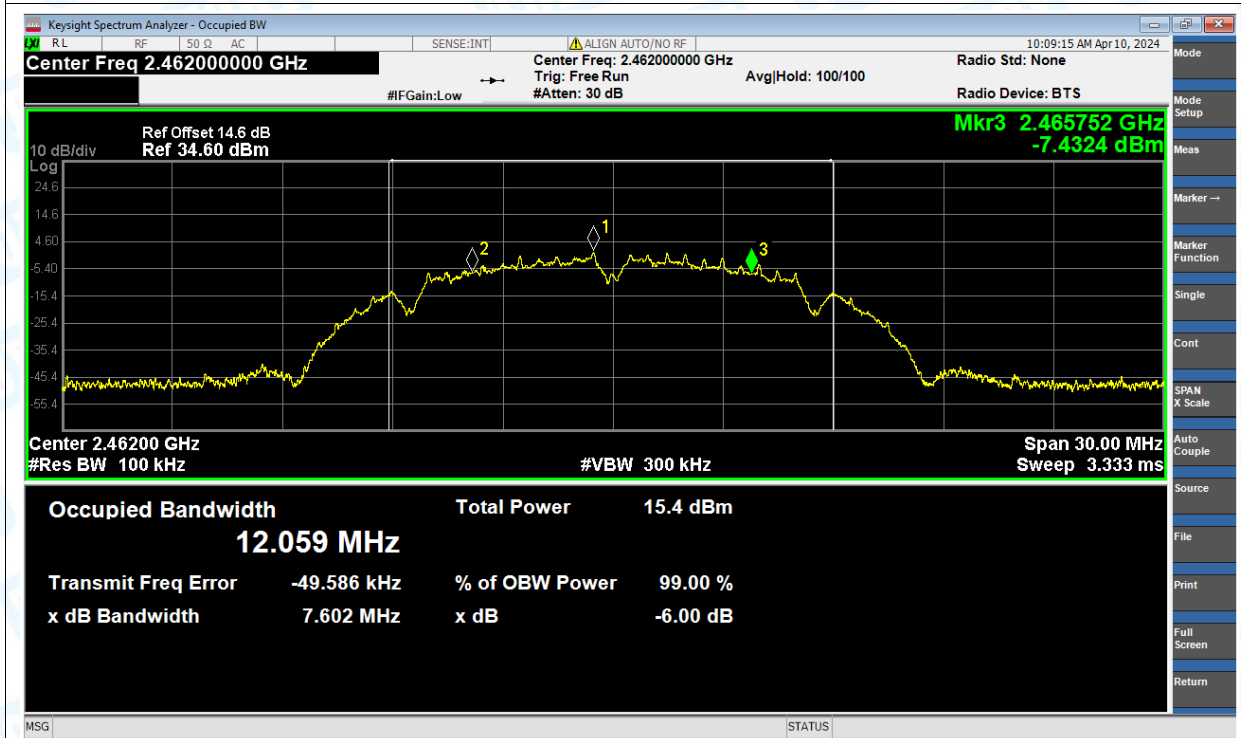 Keysight Spectrum Analyzer - Occupied BW
LXI RL RF 50 Ω AC SENSE:INT ALIGN AUTO/NO RF 10:09:15 AM Apr 10, 2024
Center Freq 2.462000000 GHz
Center Freq: 2.462000000 GHz
Radio Std: None
Trig: Free Run
Avg|Hold: 100/100
#IFGain:Low
#Atten: 30 dB
Radio Device: BTS
Mkr3 2.465752 GHz
-7.4324 dBm
Ref Offset 14.6 dB
10 dB/div Ref 34.60 dBm
Log
24.6
14.6
4.60
-5.40
-15.4
-25.4
-35.4
-45.4
-55.4
1
2
3
Center 2.46200 GHz Span 30.00 MHz
#Res BW 100 kHz #VBW 300 kHz Sweep 3.333 ms
Occupied Bandwidth Total Power 15.4 dBm
12.059 MHz
Transmit Freq Error -49.586 kHz % of OBW Power 99.00 %
x dB Bandwidth 7.602 MHz x dB -6.00 dB
Mode
Mode
Setup
Meas
Marker →
Marker
Function
Single
Cont
SPAN
X Scale
Auto
Couple
Source
File
Print
Full
Screen
Return
MSG STATUS